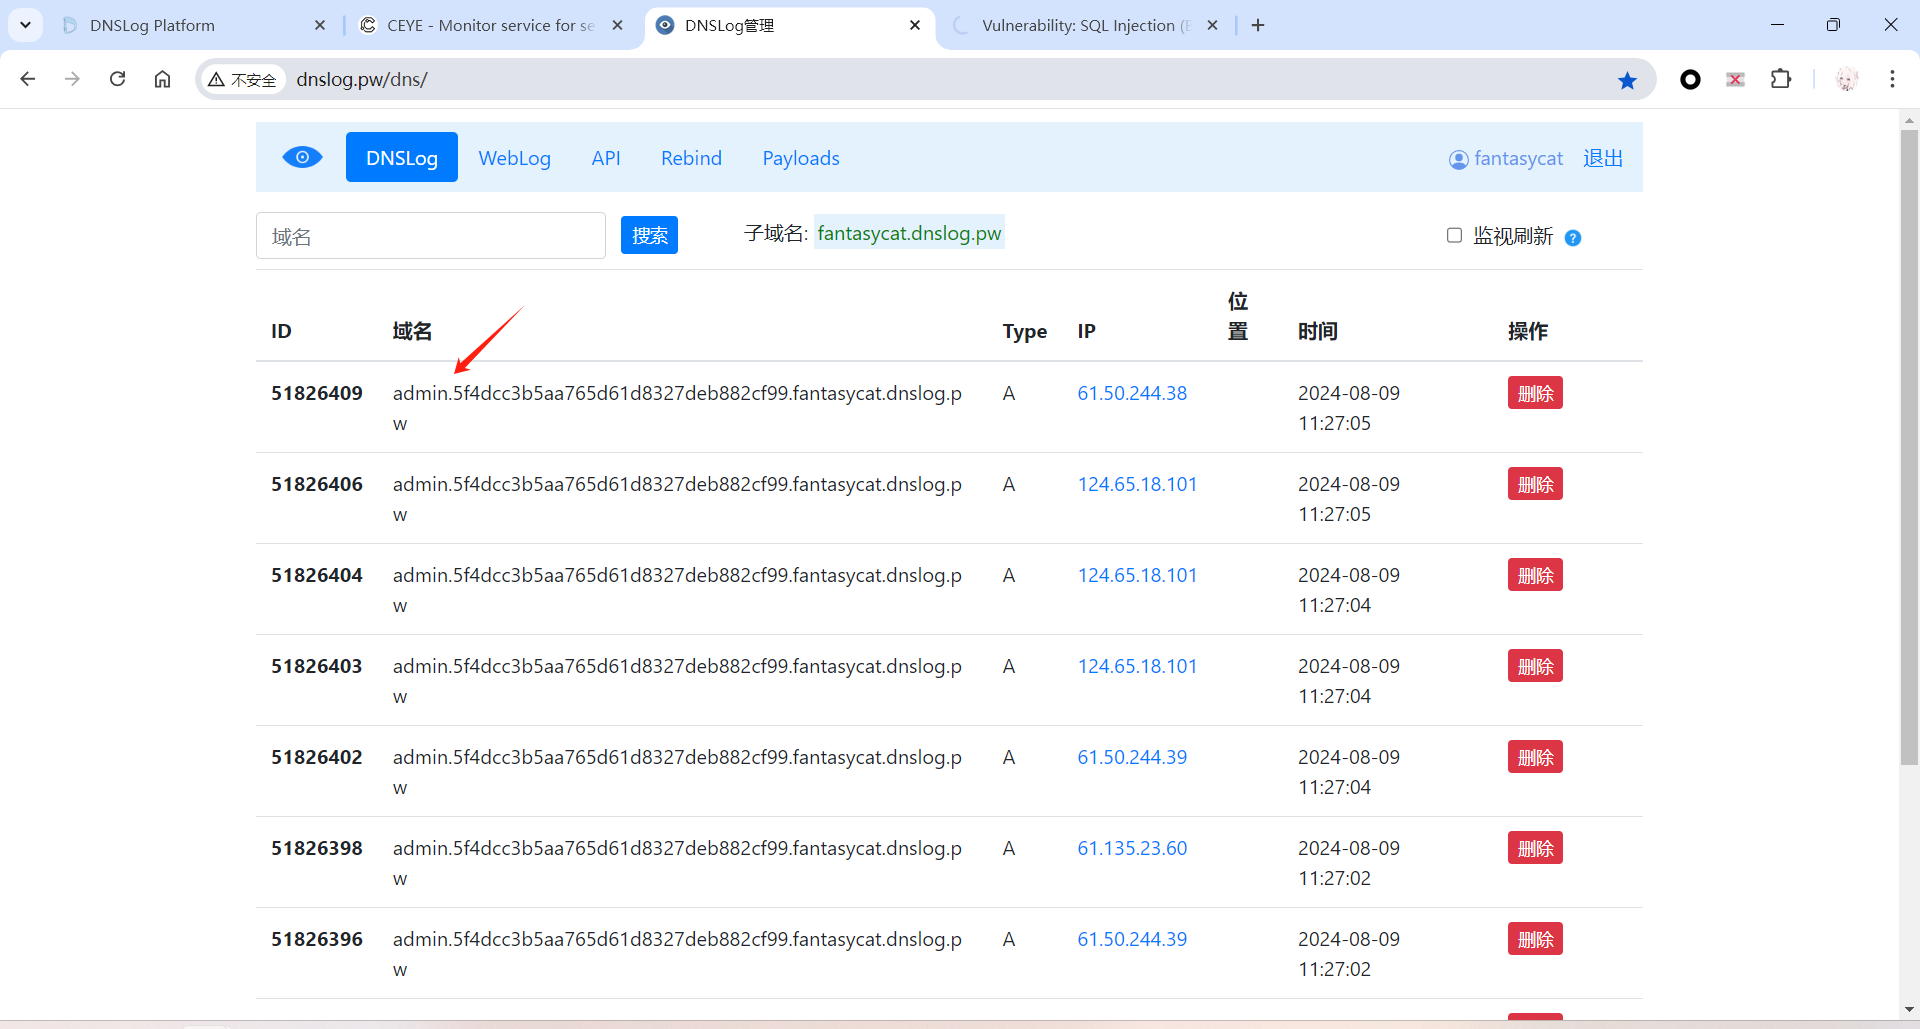 DNSLog Platform
CEYE - Monitor service for se
DNSLog管理
Vulnerability: SQL Injection (
不安全
dnslog.pw/dns/
DNSLog
WebLog
API
Rebind
Payloads
fantasycat
退出
域名
搜索
子域名: fantasycat.dnslog.pw
监视刷新
?
ID
域名
Type
IP
位
置
时间
操作
51826409
admin.5f4dcc3b5aa765d61d8327deb882cf99.fantasycat.dnslog.p
w
A
61.50.244.38
2024-08-09
11:27:05
删除
51826406
admin.5f4dcc3b5aa765d61d8327deb882cf99.fantasycat.dnslog.p
w
A
124.65.18.101
2024-08-09
11:27:05
删除
51826404
admin.5f4dcc3b5aa765d61d8327deb882cf99.fantasycat.dnslog.p
w
A
124.65.18.101
2024-08-09
11:27:04
删除
51826403
admin.5f4dcc3b5aa765d61d8327deb882cf99.fantasycat.dnslog.p
w
A
124.65.18.101
2024-08-09
11:27:04
删除
51826402
admin.5f4dcc3b5aa765d61d8327deb882cf99.fantasycat.dnslog.p
w
A
61.50.244.39
2024-08-09
11:27:04
删除
51826398
admin.5f4dcc3b5aa765d61d8327deb882cf99.fantasycat.dnslog.p
w
A
61.135.23.60
2024-08-09
11:27:02
删除
51826396
admin.5f4dcc3b5aa765d61d8327deb882cf99.fantasycat.dnslog.p
w
A
61.50.244.39
2024-08-09
11:27:02
删除